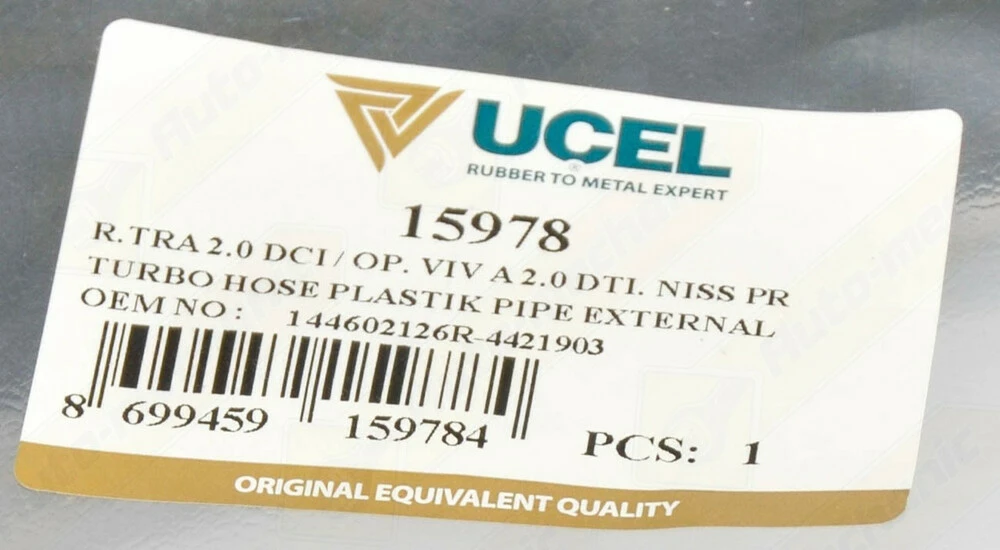 UCEL
RUBBER TO METAL EXPERT
15978
R.TRA 2.0 DCI / OP. VIV A 2.0 DTI. NISS PR
TURBO HOSE PLASTIK PIPE EXTERNAL
OEM NO : 144602126R-4421903
8 699459 159784
PCS: 1
ORIGINAL EQUIVALENT QUALITY